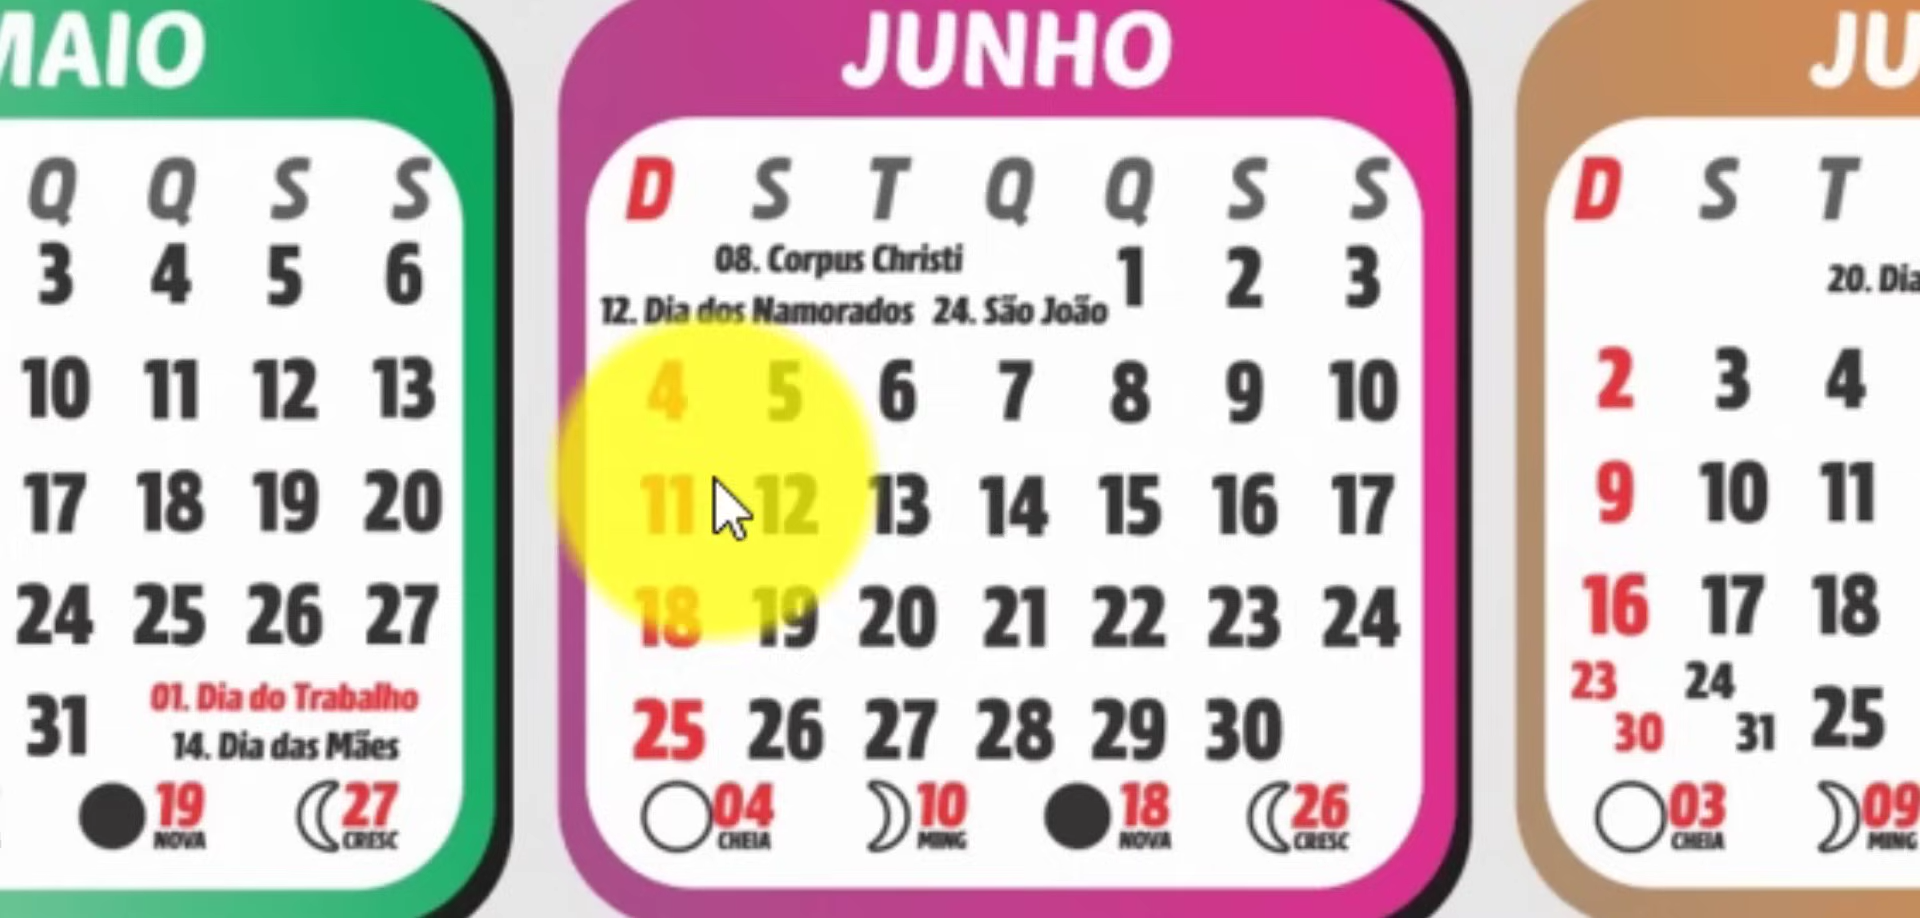 MAIO
Q Q S S
3 4 5 6
10 11 12 13
17 18 19 20
24 25 26 27
31 01. Dia do Trabalho
14. Dia das Mães
19 NOVA 27 CRESC
JUNHO
D S T Q Q S S
08. Corpus Christi
12. Dia dos Namorados 24. São João 1 2 3
4 5 6 7 8 9 10
11 12 13 14 15 16 17
18 19 20 21 22 23 24
25 26 27 28 29 30
04 CHEIA 10 MING 18 NOVA 26 CRESC
JU
D S T
20. Dia
2 3 4
9 10 11
16 17 18
23 24
30 31 25
03 CHEIA 09 MING